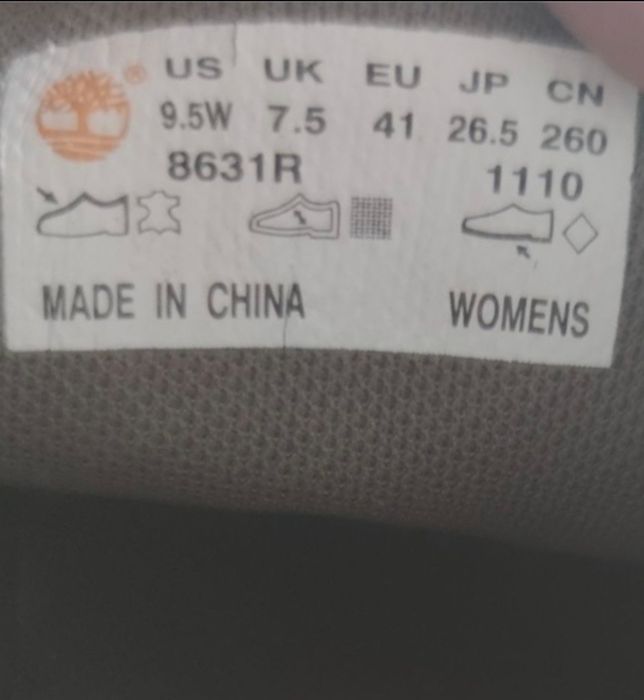 ® US UK EU JP CN
9.5W 7.5 41 26.5 260
8631R 1110
MADE IN CHINA WOMENS